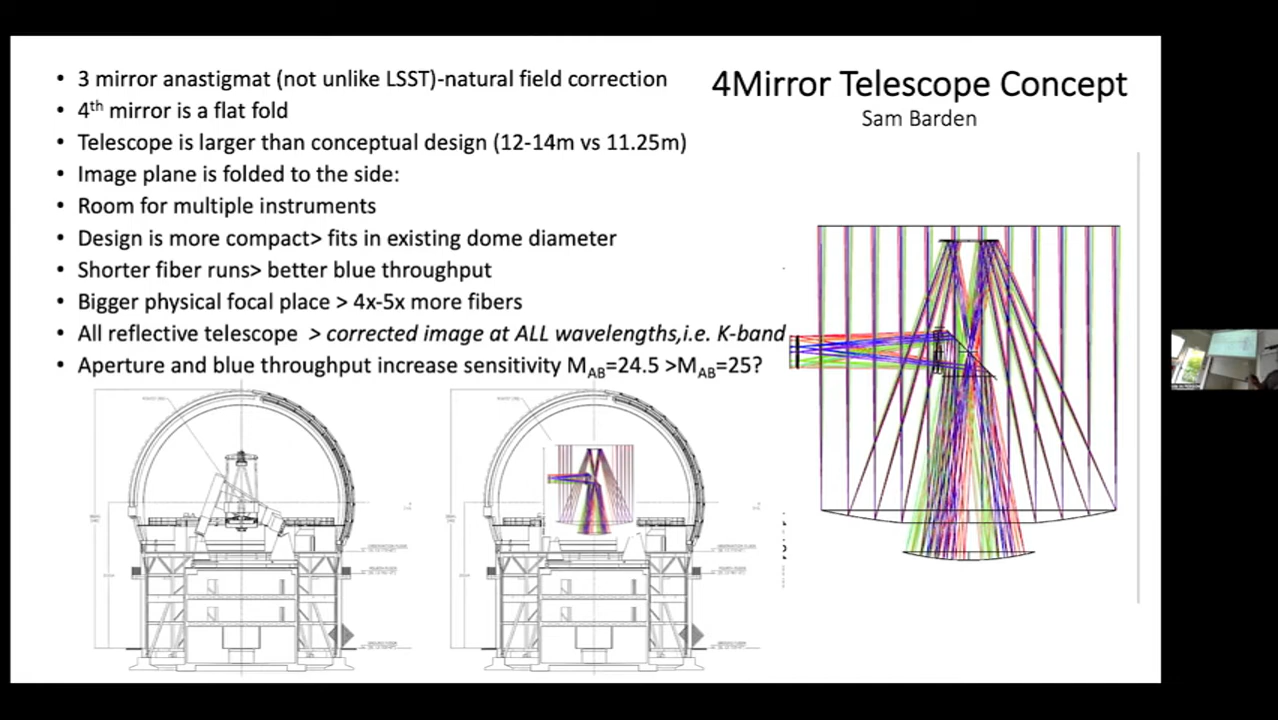 4Mirror Telescope Concept
Sam Barden
• 3 mirror anastigmat (not unlike LSST)-natural field correction
• 4th mirror is a flat fold
• Telescope is larger than conceptual design (12-14m vs 11.25m)
• Image plane is folded to the side:
• Room for multiple instruments
• Design is more compact> fits in existing dome diameter
• Shorter fiber runs> better blue throughput
• Bigger physical focal place > 4x-5x more fibers
• All reflective telescope > corrected image at ALL wavelengths,i.e. K-band
• Aperture and blue throughput increase sensitivity MAB=24.5 >MAB=25?